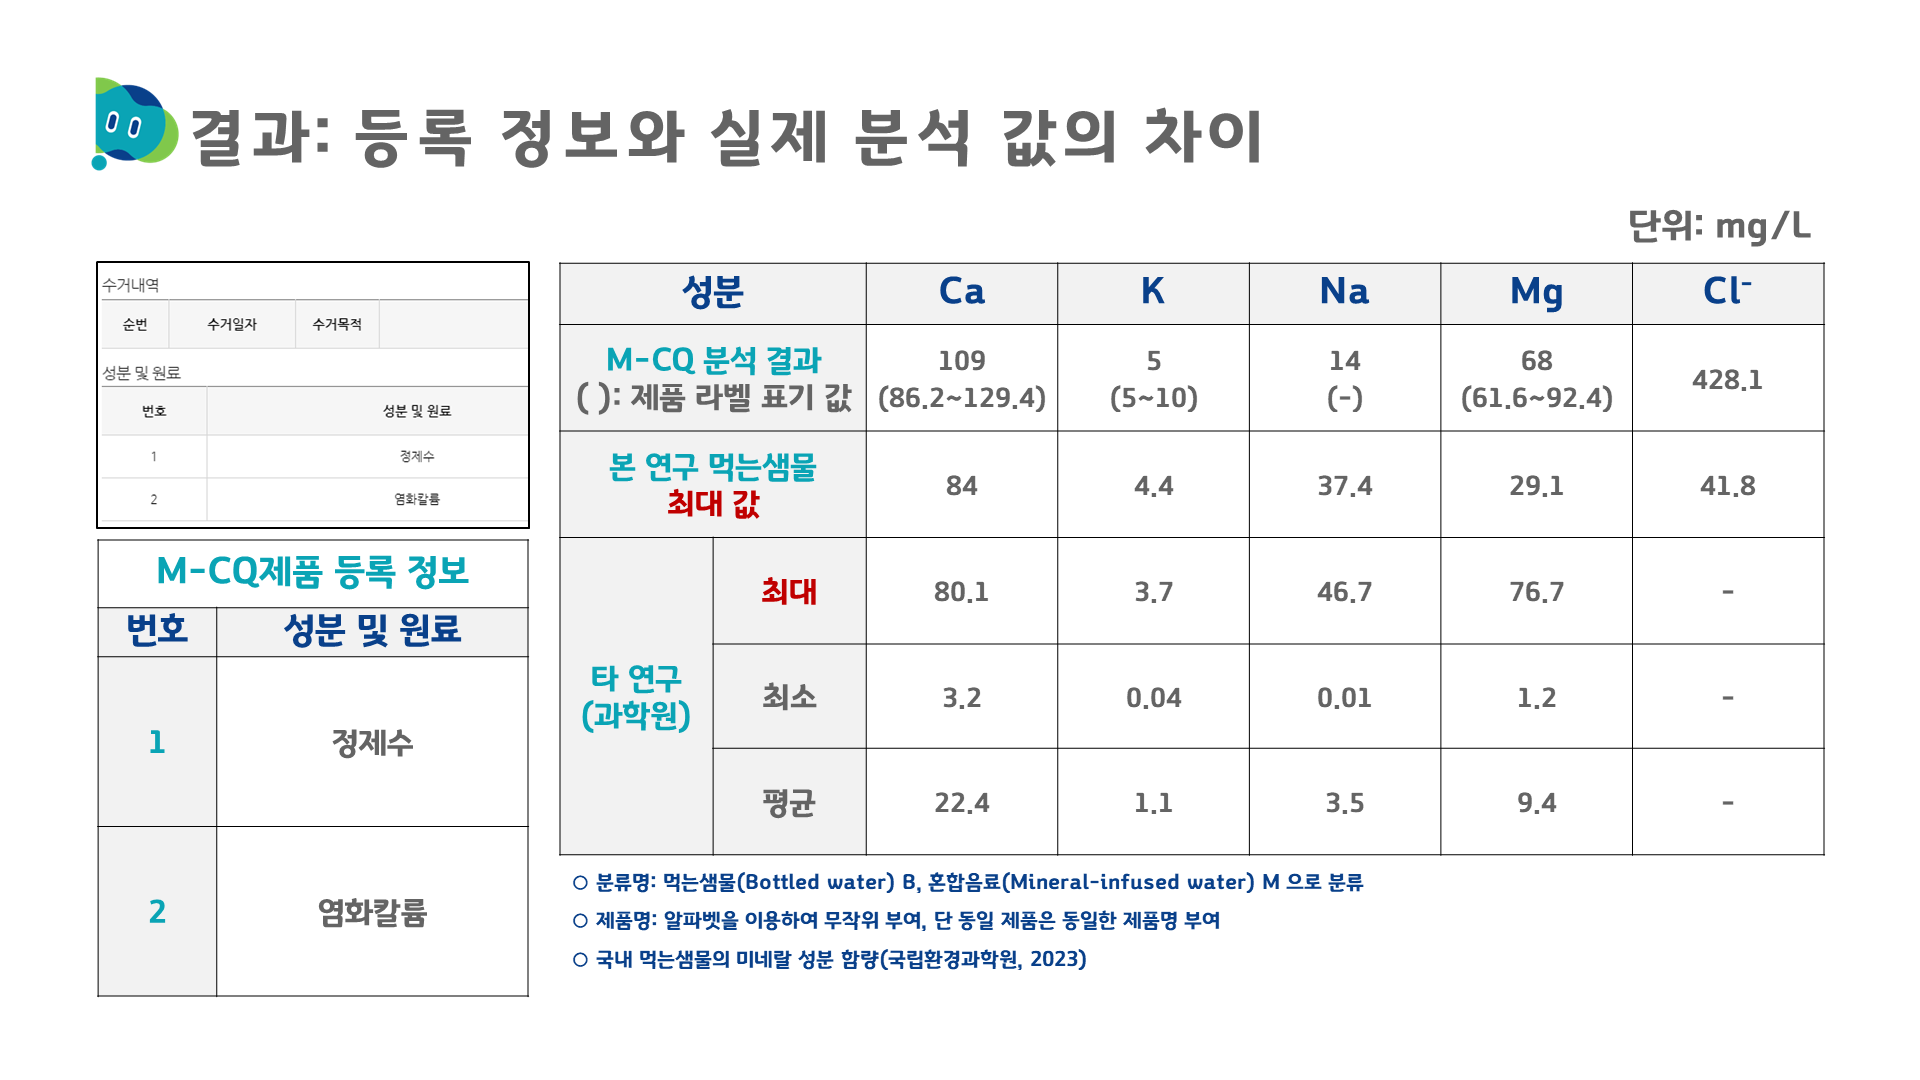 결과: 등록 정보와 실제 분석 값의 차이
단위: mg/L
수거내역
순번 수거일자 수거목적
성분 및 원료
번호 성분 및 원료
1 정제수
2 염화칼륨
M-CQ제품 등록 정보
번호 성분 및 원료
1 정제수
2 염화칼륨
성분 Ca K Na Mg Cl⁻
M-CQ 분석 결과 109 5 14 68 428.1
( ): 제품 라벨 표기 값 (86.2~129.4) (5~10) (-) (61.6~92.4)
본 연구 먹는샘물
최대 값 84 4.4 37.4 29.1 41.8
타 연구
(과학원)
최대 80.1 3.7 46.7 76.7 -
최소 3.2 0.04 0.01 1.2 -
평균 22.4 1.1 3.5 9.4 -
○ 분류명: 먹는샘물(Bottled water) B, 혼합음료(Mineral-infused water) M 으로 분류
○ 제품명: 알파벳을 이용하여 무작위 부여, 단 동일 제품은 동일한 제품명 부여
○ 국내 먹는샘물의 미네랄 성분 함량(국립환경과학원, 2023)